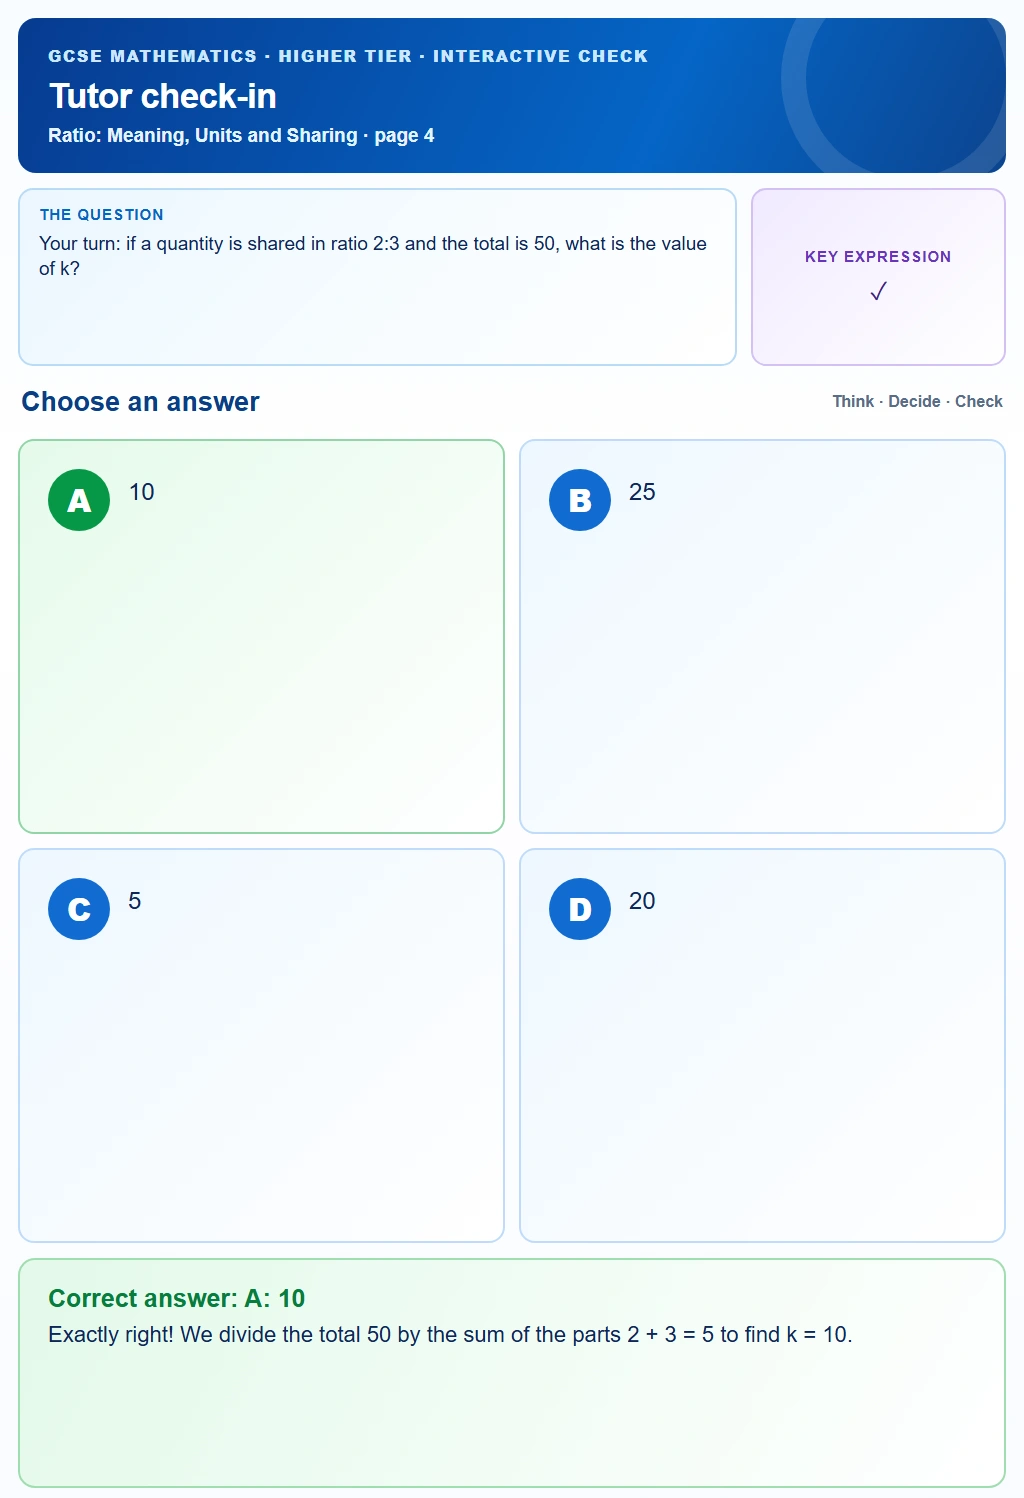 GCSE MATHEMATICS · HIGHER TIER · INTERACTIVE CHECK
Tutor check-in
Ratio: Meaning, Units and Sharing · page 4
THE QUESTION
Your turn: if a quantity is shared in ratio 2:3 and the total is 50, what is the value
of k?
KEY EXPRESSION
✓
Choose an answer
Think · Decide · Check
A 10
B 25
C 5
D 20
Correct answer: A: 10
Exactly right! We divide the total 50 by the sum of the parts 2 + 3 = 5 to find k = 10.